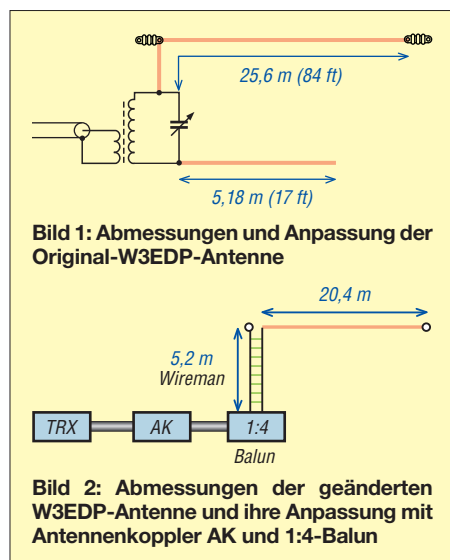 25,6 m (84 ft)
5,18 m (17 ft)
Bild 1: Abmessungen und Anpassung der
Original-W3EDP-Antenne
20,4 m
5,2 m
Wireman
TRX
AK
1:4
Balun
Bild 2: Abmessungen der geänderten
W3EDP-Antenne und ihre Anpassung mit
Antennenkoppler AK und 1:4-Balun